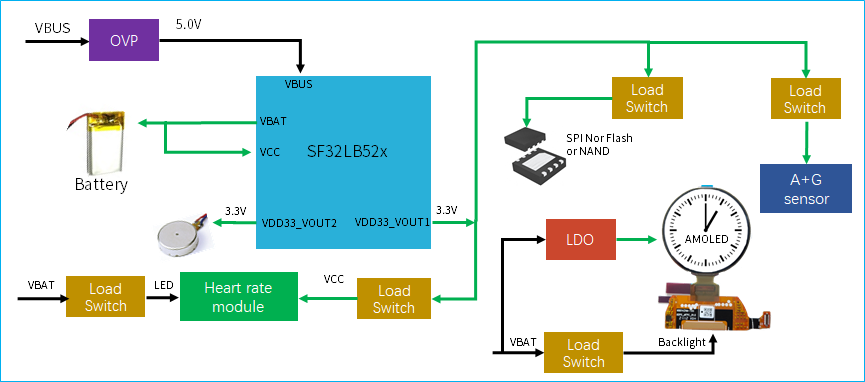 VBUS
OVP
5.0V
VBUS
VBAT
VCC
SF32LB52x
Battery
3.3V
VDD33_VOUT2
VDD33_VOUT1
3.3V
Load
Switch
Load
Switch
SPI Nor Flash
or NAND
A+G
sensor
LDO
AMOLED
VBAT
Load
Switch
LED
Heart rate
module
VCC
Load
Switch
VBAT
Load
Switch
Backlight